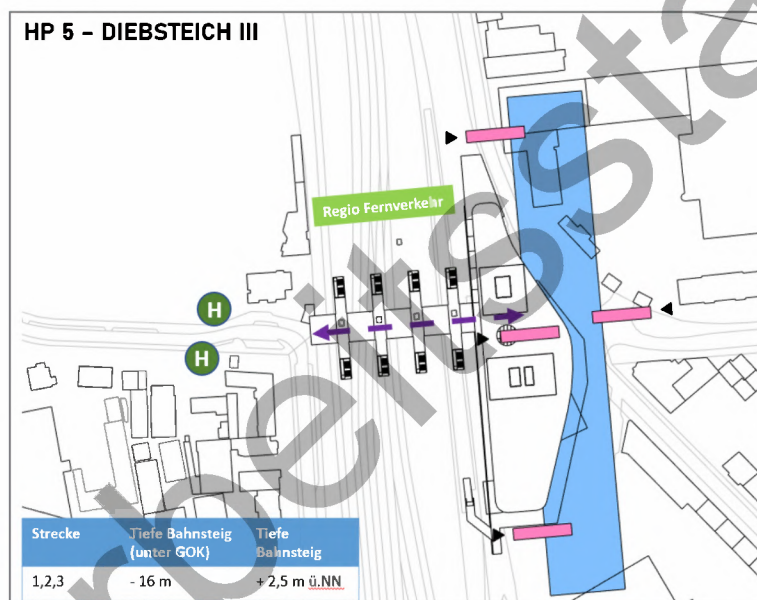 HP 5 – DIEBSTEICH III
Regio Fernverkehr
H
H
Strecke Tiefe Bahnsteig (unter GOK) Tiefe Bahnsteig
1,2,3 - 16 m + 2,5 m ü.NN